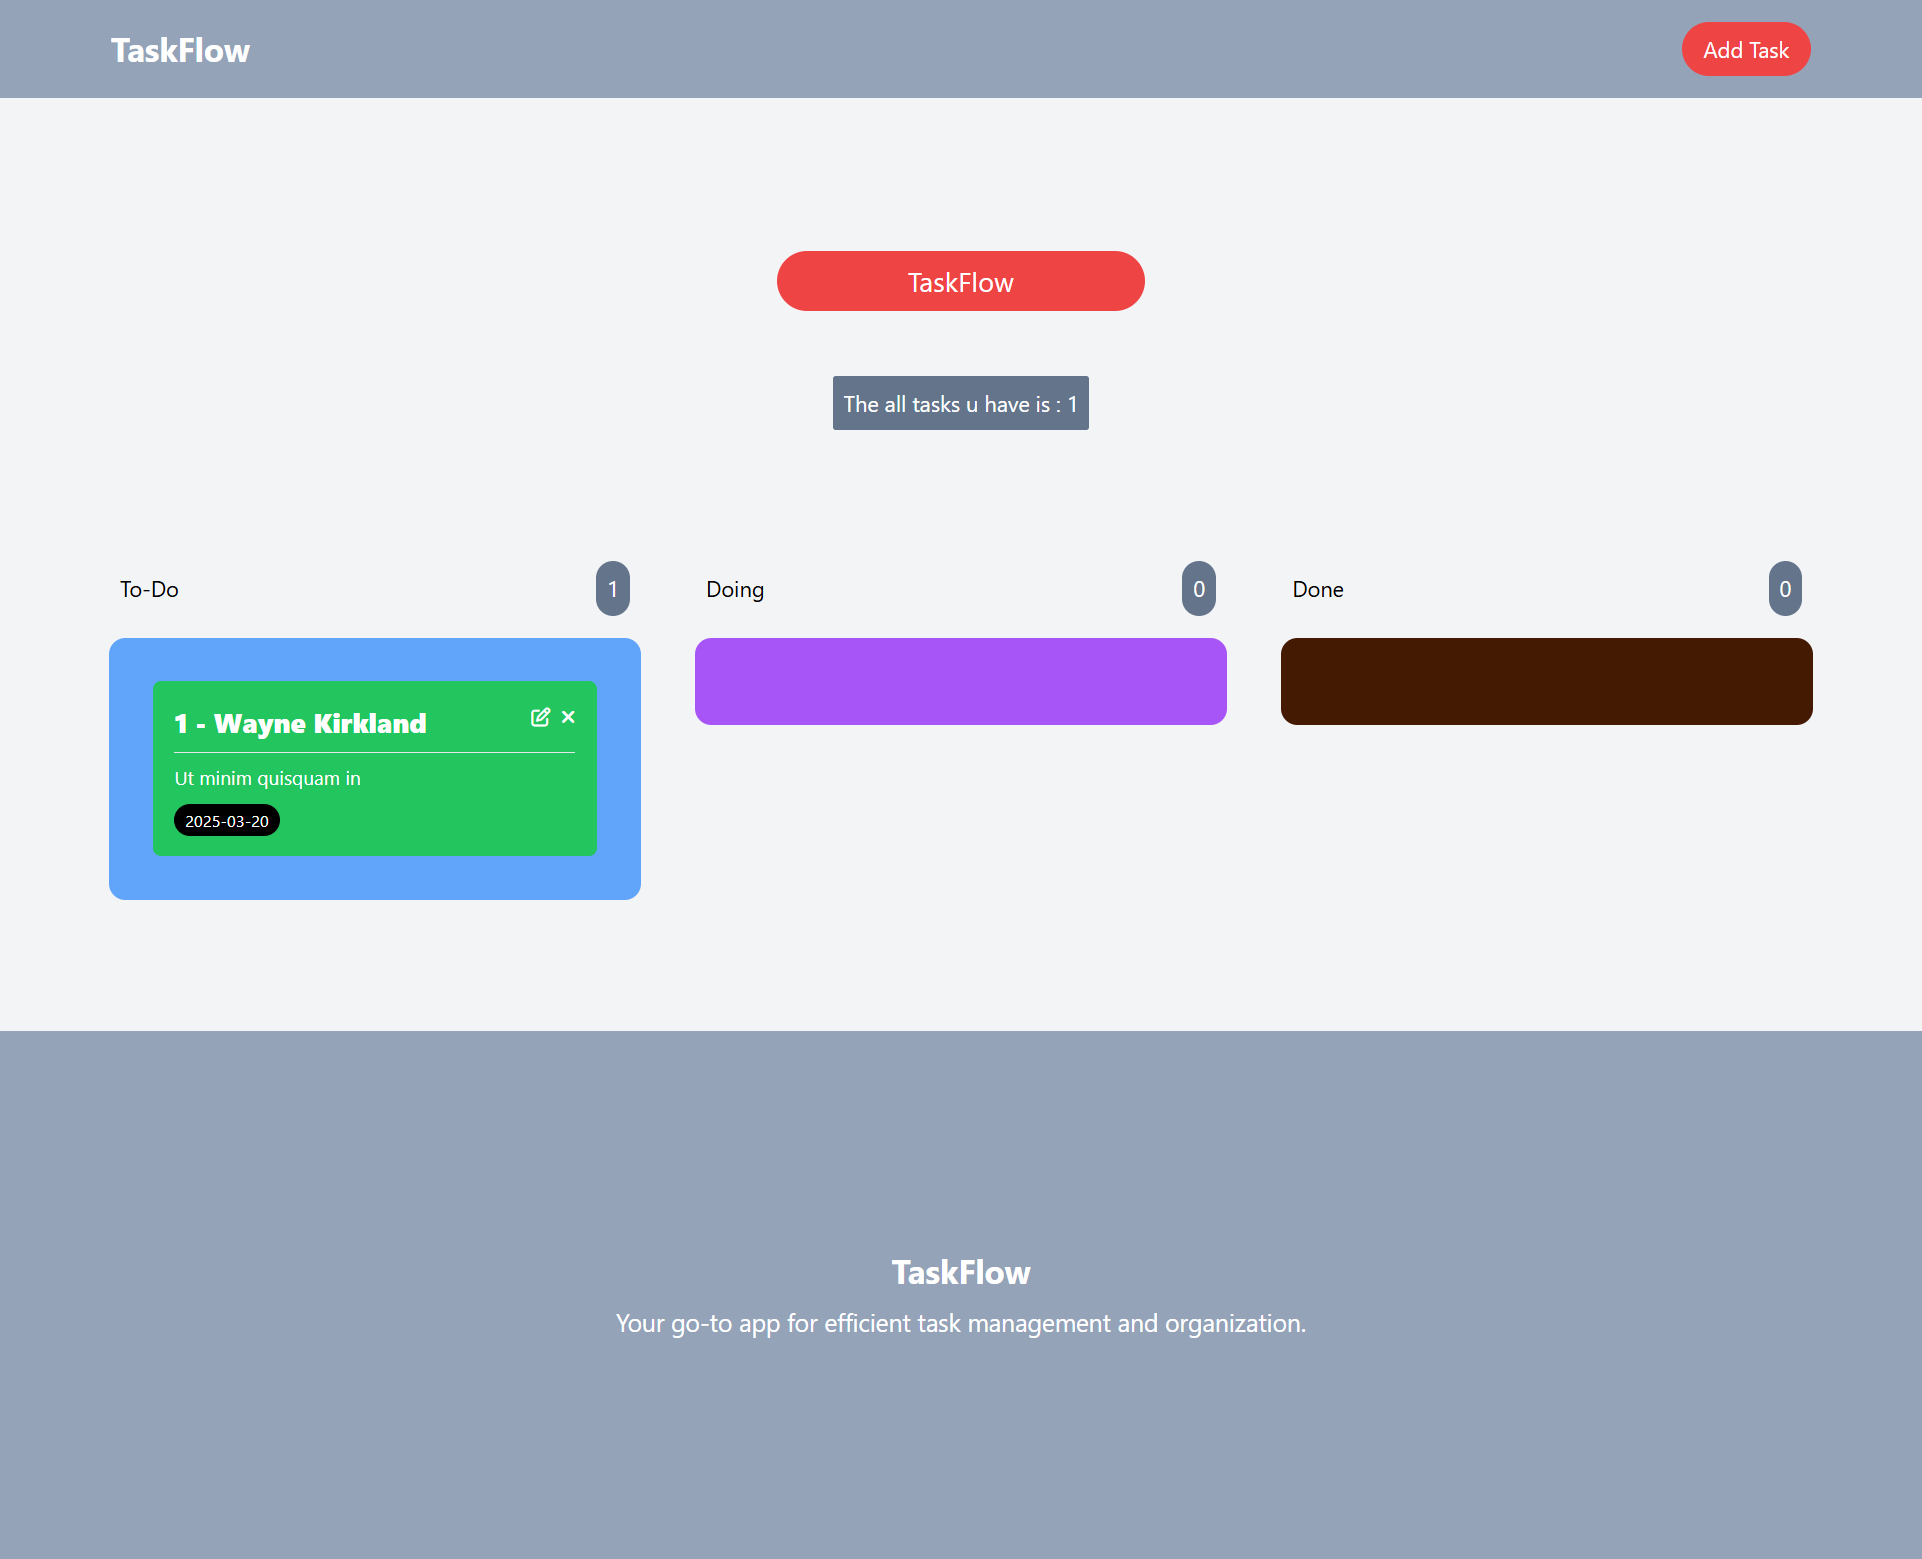 TaskFlow
Add Task
TaskFlow
The all tasks u have is : 1
To-Do
1
Doing
0
Done
0
1 - Wayne Kirkland
Ut minim quisquam in
2025-03-20
TaskFlow
Your go-to app for efficient task management and organization.